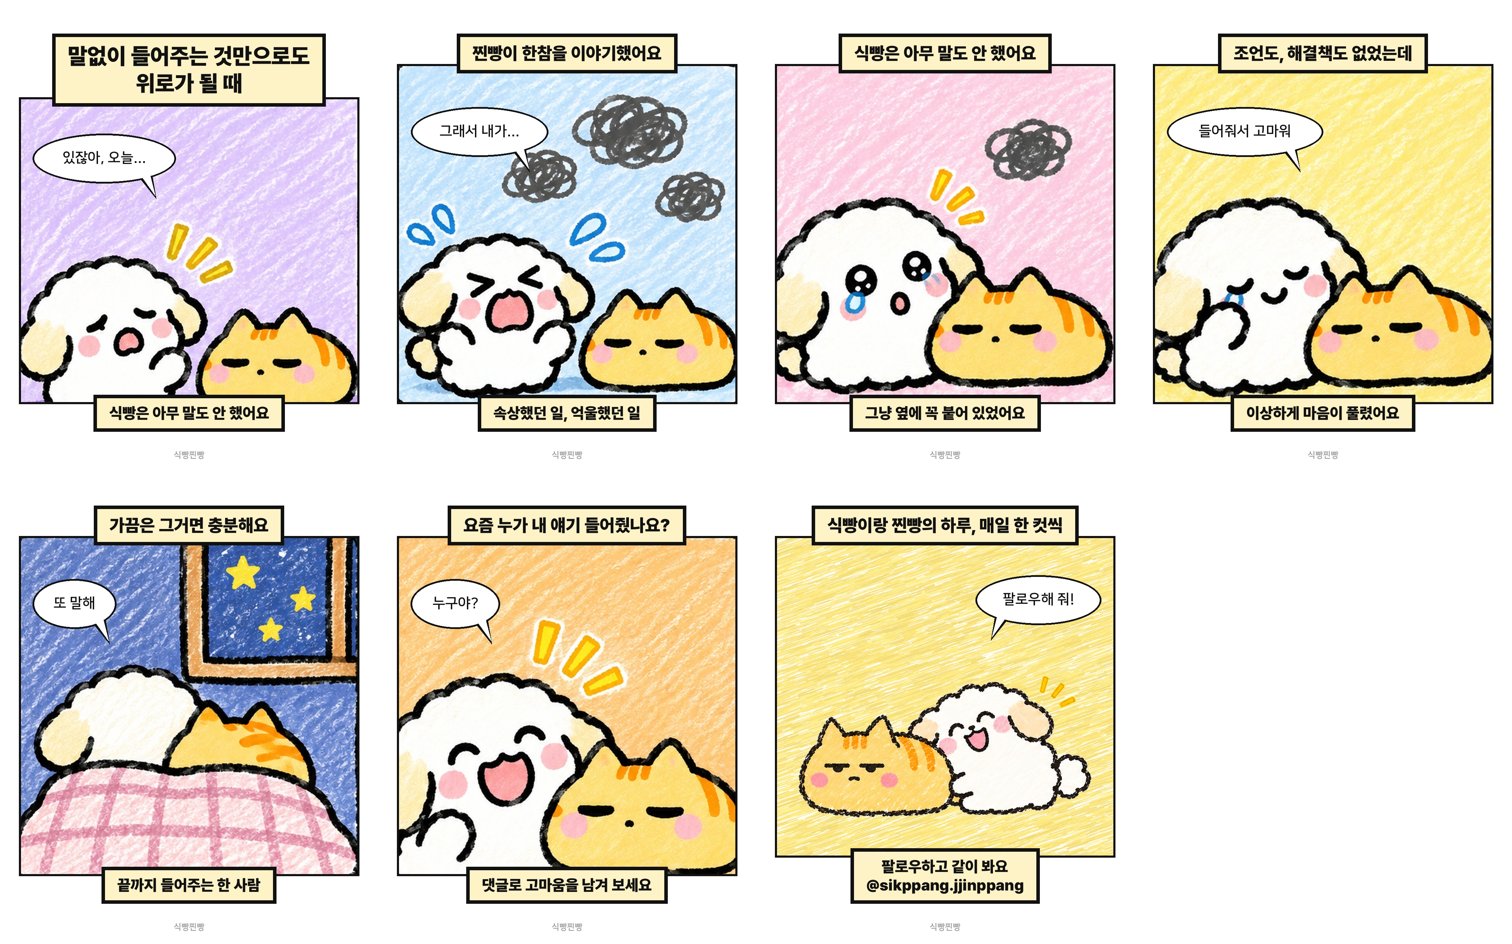 말없이 들어주는 것만으로도
위로가 될 때
있잖아, 오늘...
식빵은 아무 말도 안 했어요
식빵찐빵
찐빵이 한참을 이야기했어요
그래서 내가...
속상했던 일, 억울했던 일
식빵찐빵
식빵은 아무 말도 안 했어요
그냥 옆에 꼭 붙어 있었어요
식빵찐빵
조언도, 해결책도 없었는데
들어줘서 고마워
이상하게 마음이 풀렸어요
식빵찐빵
가끔은 그거면 충분해요
또 말해
끝까지 들어주는 한 사람
식빵찐빵
요즘 누가 내 얘기 들어줬나요?
누구야?
댓글로 고마움을 남겨 보세요
식빵찐빵
식빵이랑 찐빵의 하루, 매일 한 컷씩
팔로우해 줘!
팔로우하고 같이 봐요
@sikppang.jjinppang
식빵찐빵